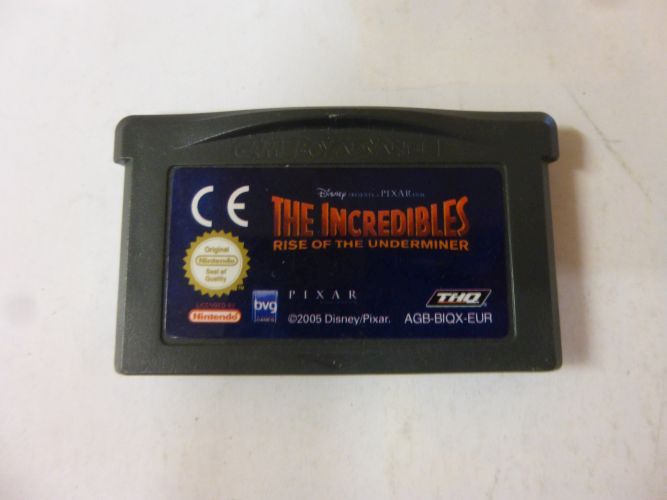 GAME BOY ADVANCE
CE
Disney PRESENTS A PIXAR FILM
THE INCREDIBLES
RISE OF THE UNDERMINER
Original
Nintendo
Seal of
Quality
TM
LICENSED BY
Nintendo
bvg
GAMES
PIXAR
THQ
©2005 Disney/Pixar.
AGB-BIQX-EUR